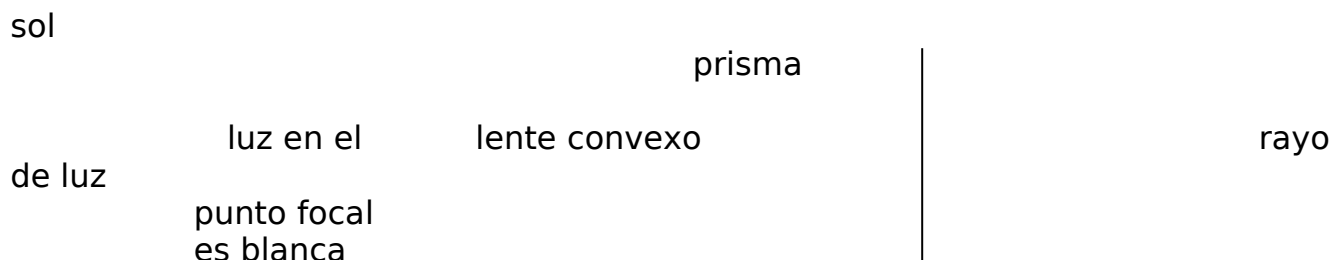 sol
prisma
luz en el lente convexo rayo
de luz
punto focal
es blanca